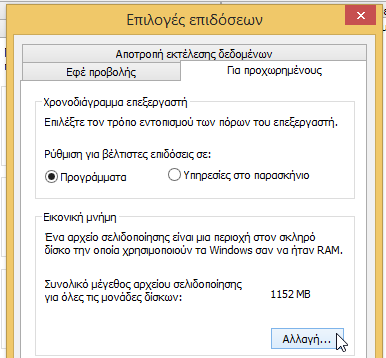 Επιλογές επιδόσεων
Αποτροπή εκτέλεσης δεδομένων
Εφέ προβολής
Για προχωρημένους
Χρονοδιάγραμμα επεξεργαστή
Επιλέξτε τον τρόπο εντοπισμού των πόρων του επεξεργαστή.
Ρύθμιση για βέλτιστες επιδόσεις σε:
Προγράμματα
Υπηρεσίες στο παρασκήνιο
Εικονική μνήμη
Ένα αρχείο σελιδοποίησης είναι μια περιοχή στον σκληρό
δίσκο την οποία χρησιμοποιούν τα Windows σαν να ήταν RAM.
Συνολικό μέγεθος αρχείου σελιδοποίησης
για όλες τις μονάδες δίσκων:
1152 MB
Αλλαγή...